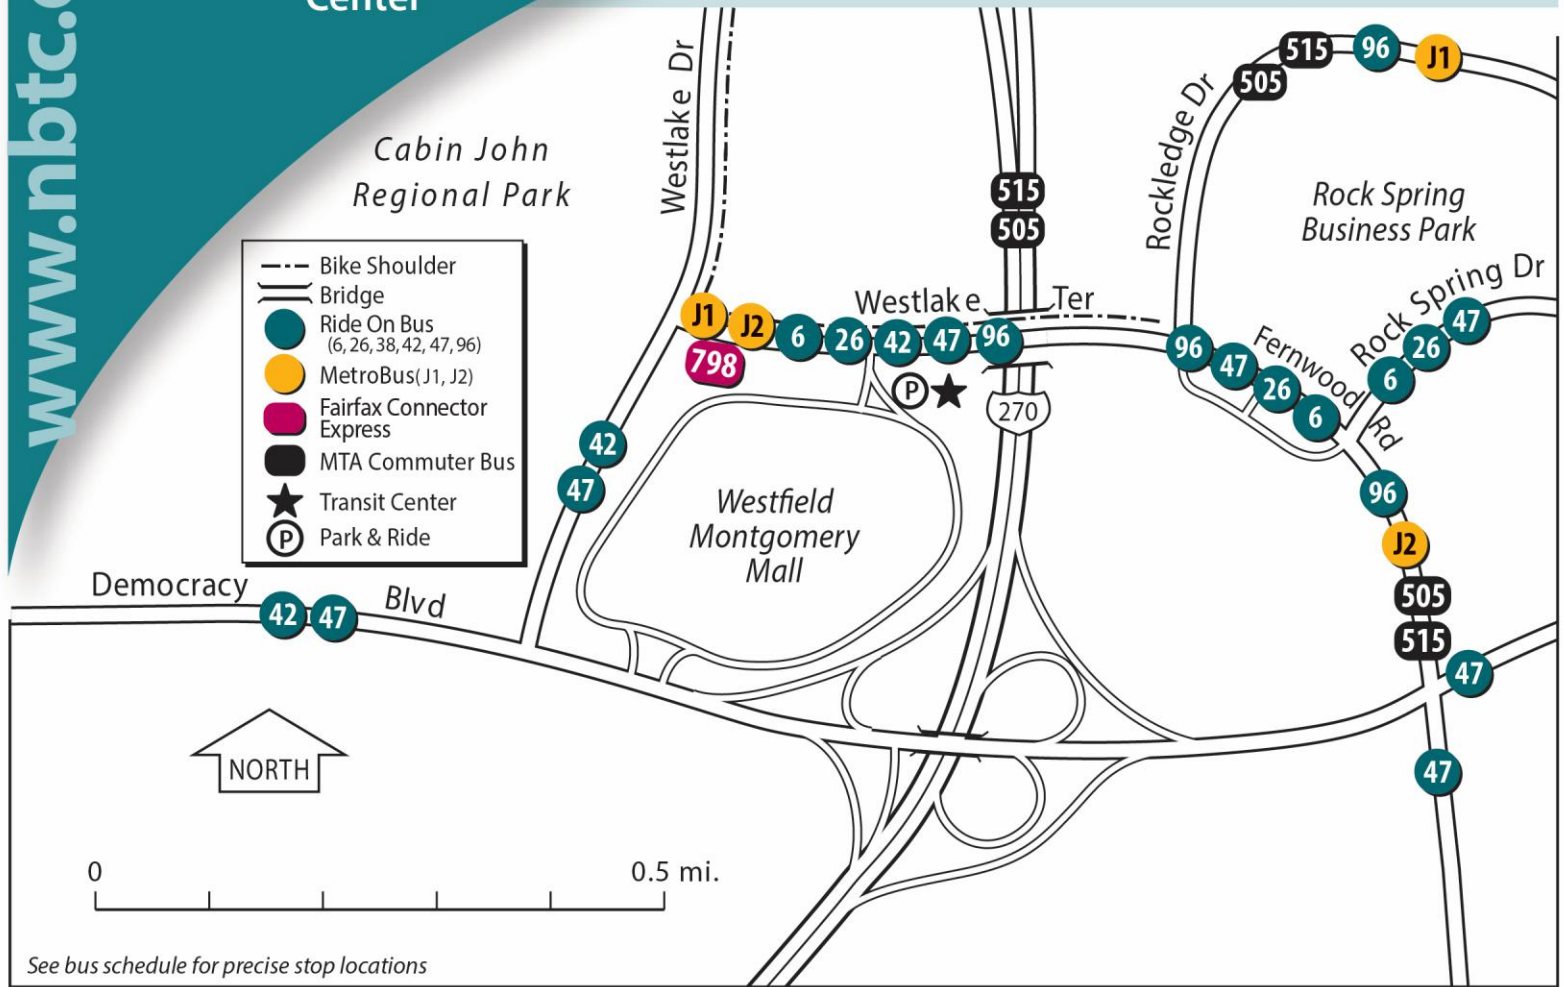 Center
www.nbtc.o
Cabin John
Regional Park
Westlake Dr
Bike Shoulder
Bridge
Ride On Bus
(6, 26, 38, 42, 47, 96)
MetroBus(J1, J2)
Fairfax Connector
Express
MTA Commuter Bus
Transit Center
P Park & Ride
515
505
Rockledge Dr
505
515
96
J1
Rock Spring
Business Park
Westlake Ter
J1
J2
6
26
42
47
96
798
P
270
96
47
26
6
Fernwood Rd
Rock Spring Dr
6
26
47
96
J2
505
515
47
47
42
47
Westfield
Montgomery
Mall
Democracy Blvd
42
47
NORTH
0 0.5 mi.
See bus schedule for precise stop locations